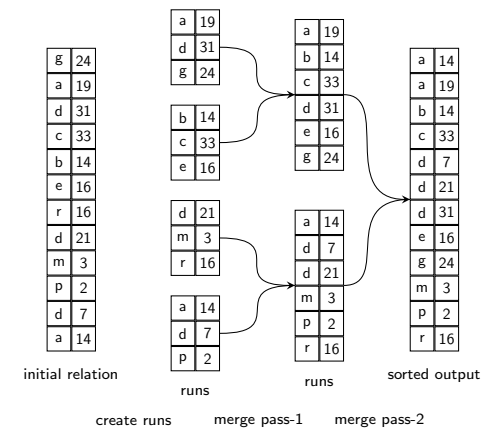 g 24
a 19
d 31
c 33
b 14
e 16
r 16
d 21
m 3
p 2
d 7
a 14
initial relation
a 19
d 31
g 24
b 14
c 33
e 16
d 21
m 3
r 16
a 14
d 7
p 2
runs
a 19
b 14
c 33
d 31
e 16
g 24
a 14
d 7
d 21
m 3
p 2
r 16
runs
a 14
a 19
b 14
c 33
d 7
d 21
d 31
e 16
g 24
m 3
p 2
r 16
sorted output
create runs
merge pass-1
merge pass-2